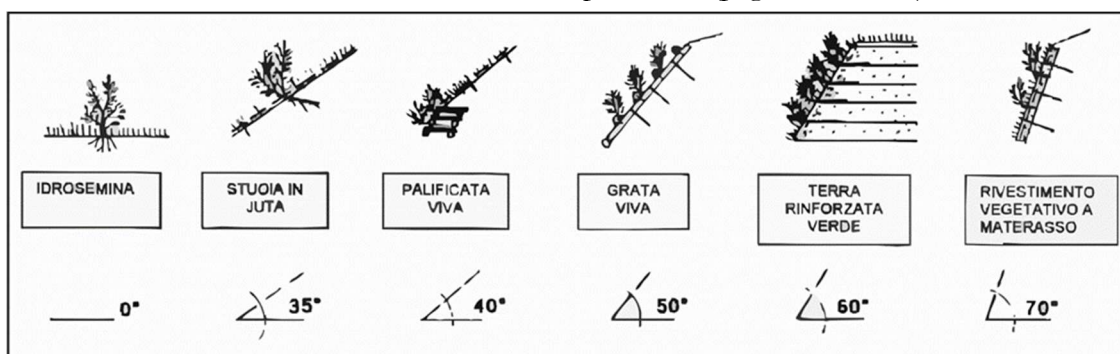 IDROSEMINA
STUOIA IN
JUTA
PALIFICATA
VIVA
GRATA
VIVA
TERRA
RINFORZATA
VERDE
RIVESTIMENTO
VEGETATIVO A
MATERASSO
0°
35°
40°
50°
60°
70°